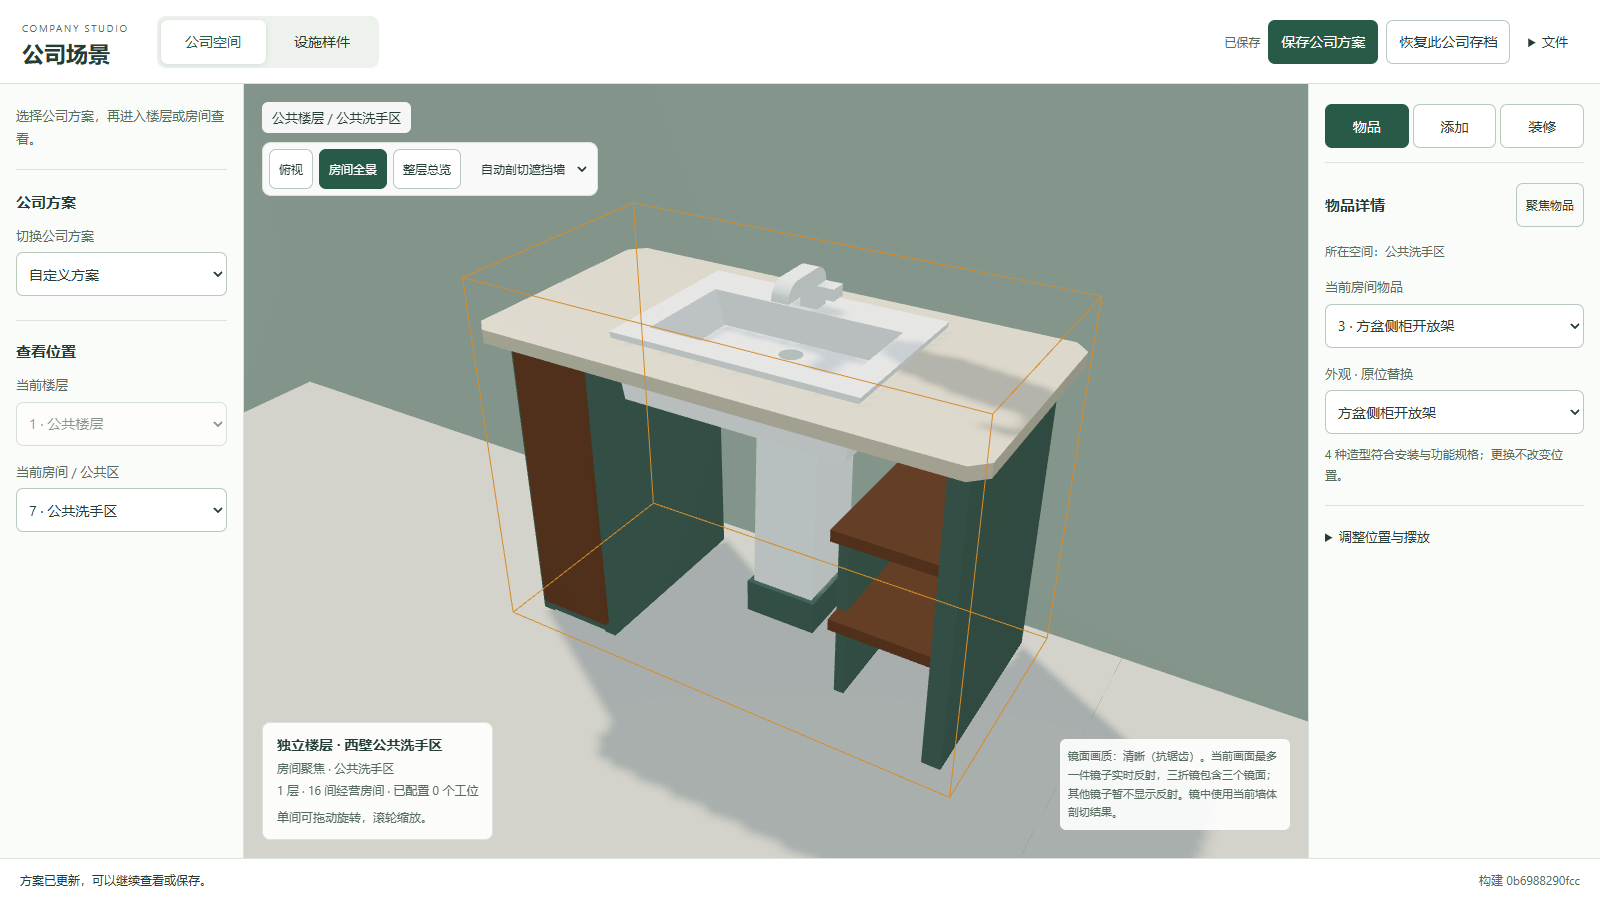 COMPANY STUDIO
公司场景
公司空间
设施样件
已保存
保存公司方案
恢复此公司存档
▶ 文件
选择公司方案，再进入楼层或房间查
看。
公司方案
切换公司方案
自定义方案
查看位置
当前楼层
1 · 公共楼层
当前房间 / 公共区
7 · 公共洗手区
公共楼层 / 公共洗手区
俯视
房间全景
整层总览
自动剖切遮挡墙
独立楼层 · 西壁公共洗手区
房间聚焦 · 公共洗手区
1 层 · 16 间经营房间 · 已配置 0 个工位
单间可拖动旋转，滚轮缩放。
镜面画质：清晰（抗锯齿）。当前画面最多
一件镜子实时反射，三折镜包含三个镜面；
其他镜子暂不显示反射。镜中使用当前墙体
剖切结果。
物品
添加
装修
物品详情
聚焦物品
所在空间：公共洗手区
当前房间物品
3 · 方盆侧柜开放架
外观 · 原位替换
方盆侧柜开放架
4 种造型符合安装与功能规格；更换不改变位
置。
▶ 调整位置与摆放
方案已更新，可以继续查看或保存。
构建 0b6988290fcc